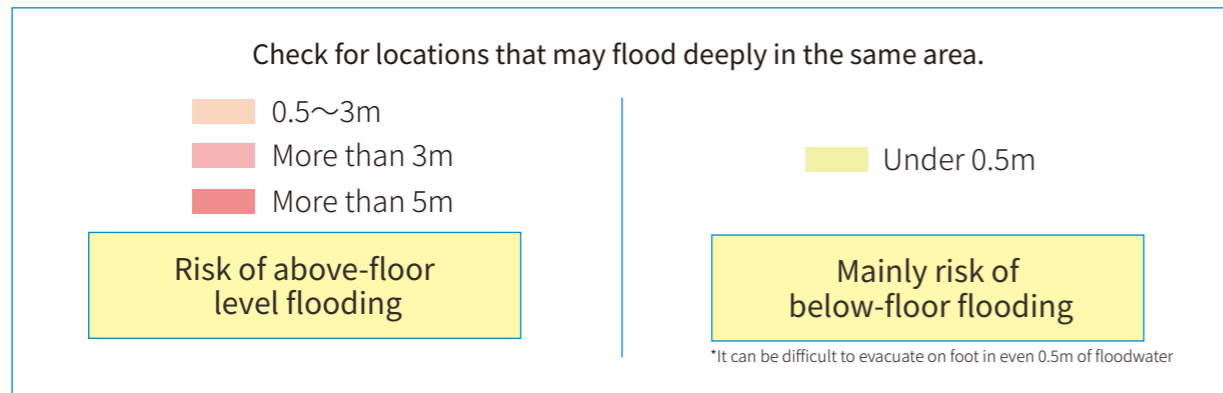 Check for locations that may flood deeply in the same area.
0.5～3m
More than 3m
More than 5m
Risk of above-floor
level flooding
Under 0.5m
Mainly risk of
below-floor flooding
*It can be difficult to evacuate on foot in even 0.5m of floodwater